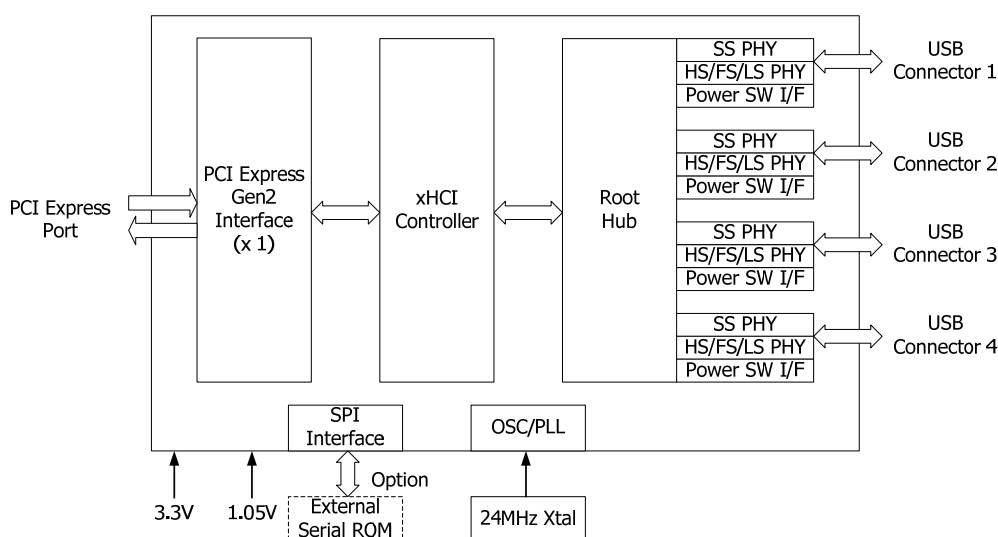 PCI Express
Port
PCI Express
Gen2
Interface
(x 1)
xHCI
Controller
Root
Hub
SS PHY
HS/FS/LS PHY
Power SW I/F
USB
Connector 1
SS PHY
HS/FS/LS PHY
Power SW I/F
USB
Connector 2
SS PHY
HS/FS/LS PHY
Power SW I/F
USB
Connector 3
SS PHY
HS/FS/LS PHY
Power SW I/F
USB
Connector 4
SPI
Interface
OSC/PLL
Option
3.3V
1.05V
External
Serial ROM
24MHz Xtal